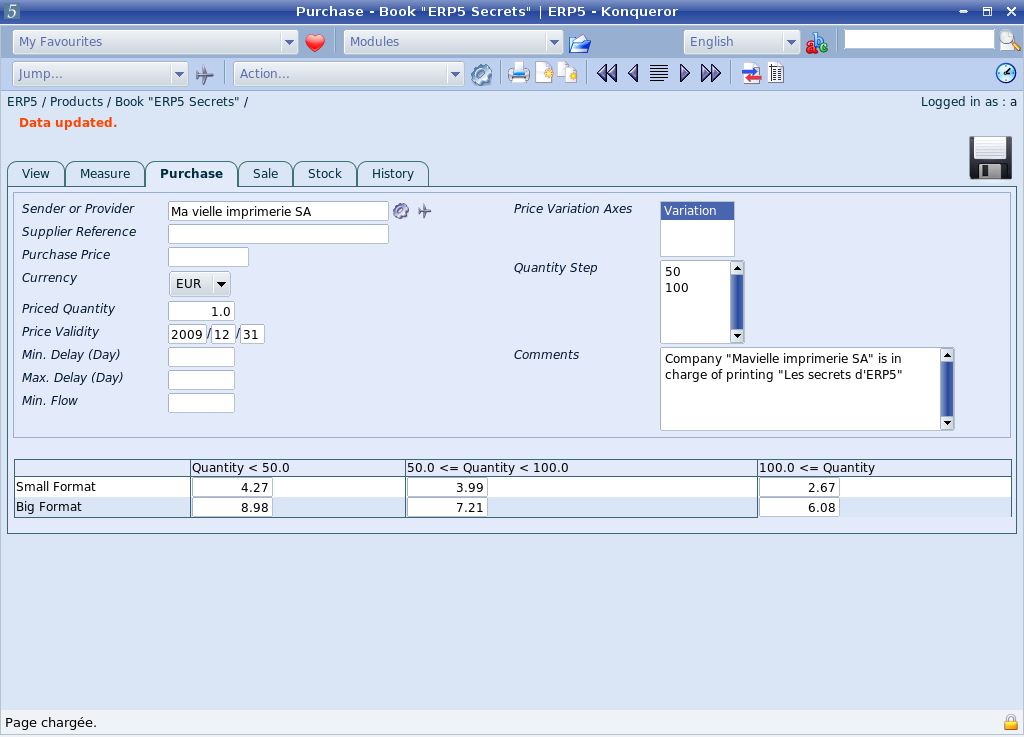 5 Purchase - Book "ERP5 Secrets" | ERP5 - Konqueror
My Favourites Modules English
Jump... Action...
ERP5 / Products / Book "ERP5 Secrets" / Logged in as : a
Data updated.
View Measure Purchase Sale Stock History
Sender or Provider Ma vielle imprimerie SA Price Variation Axes Variation
Supplier Reference
Purchase Price
Currency EUR Quantity Step 50
100
Priced Quantity 1.0
Price Validity 2009 / 12 / 31
Min. Delay (Day) Comments Company "Mavielle imprimerie SA" is in
charge of printing "Les secrets d'ERP5"
Max. Delay (Day)
Min. Flow
Quantity < 50.0 50.0 <= Quantity < 100.0 100.0 <= Quantity
Small Format 4.27 3.99 2.67
Big Format 8.98 7.21 6.08
Page chargée.